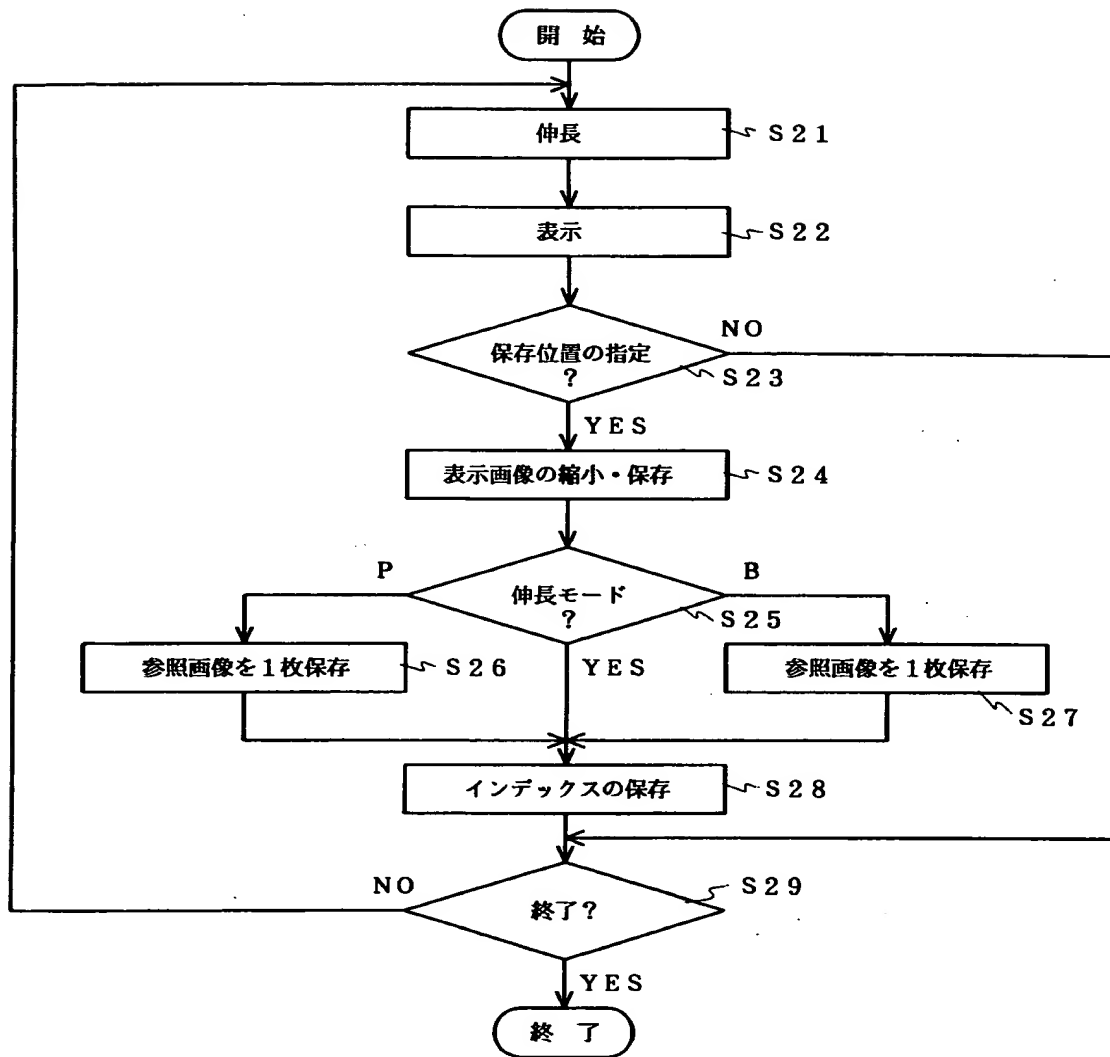 開 始
伸長
S21
表示
S22
NO
保存位置の指定
?
S23
YES
表示画像の縮小・保存
S24
P
B
伸長モード
?
S25
参照画像を1枚保存
S26
YES
参照画像を1枚保存
S27
インデックスの保存
S28
NO
終了?
S29
YES
終 了